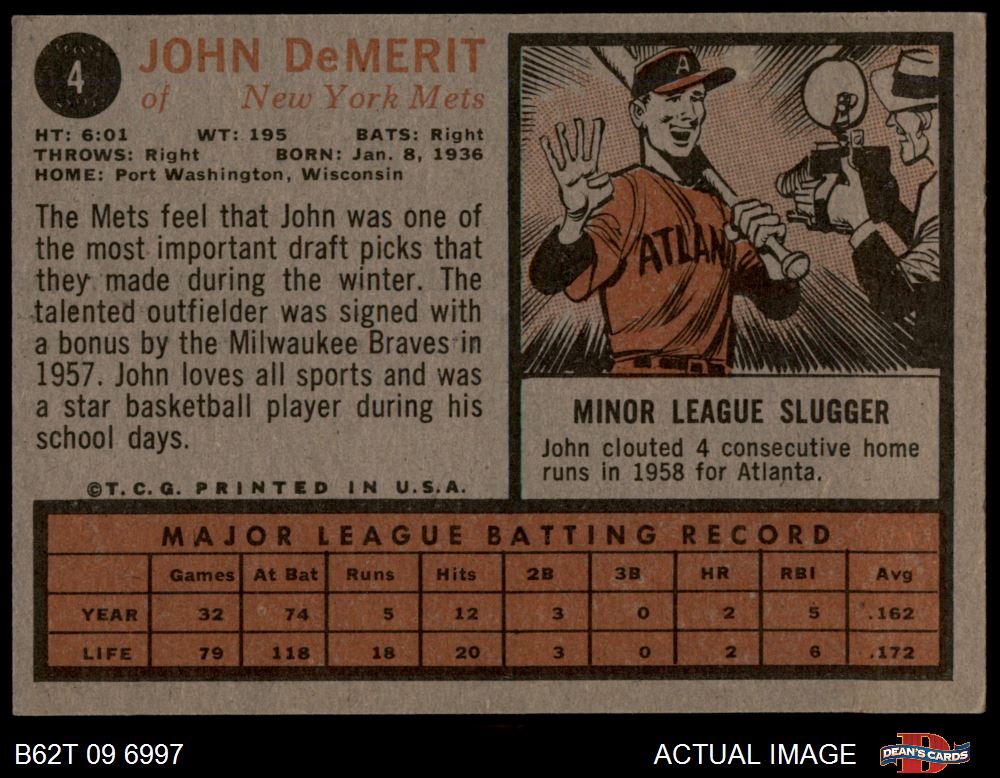 4
JOHN DeMERIT
of New York Mets
HT: 6:01 WT: 195 BATS: Right
THROWS: Right BORN: Jan. 8, 1936
HOME: Port Washington, Wisconsin
The Mets feel that John was one of
the most important draft picks that
they made during the winter. The
talented outfielder was signed with
a bonus by the Milwaukee Braves in
1957. John loves all sports and was
a star basketball player during his
school days.
©T.C.G. PRINTED IN U.S.A.
A
ATLAN
MINOR LEAGUE SLUGGER
John clouted 4 consecutive home
runs in 1958 for Atlanta.
MAJOR LEAGUE BATTING RECORD
Games At Bat Runs Hits 2B 3B HR RBI Avg
YEAR 32 74 5 12 3 0 2 5 .162
LIFE 79 118 18 20 3 0 2 6 .172
B62T 09 6997
ACTUAL IMAGE
DEAN'S CARDS